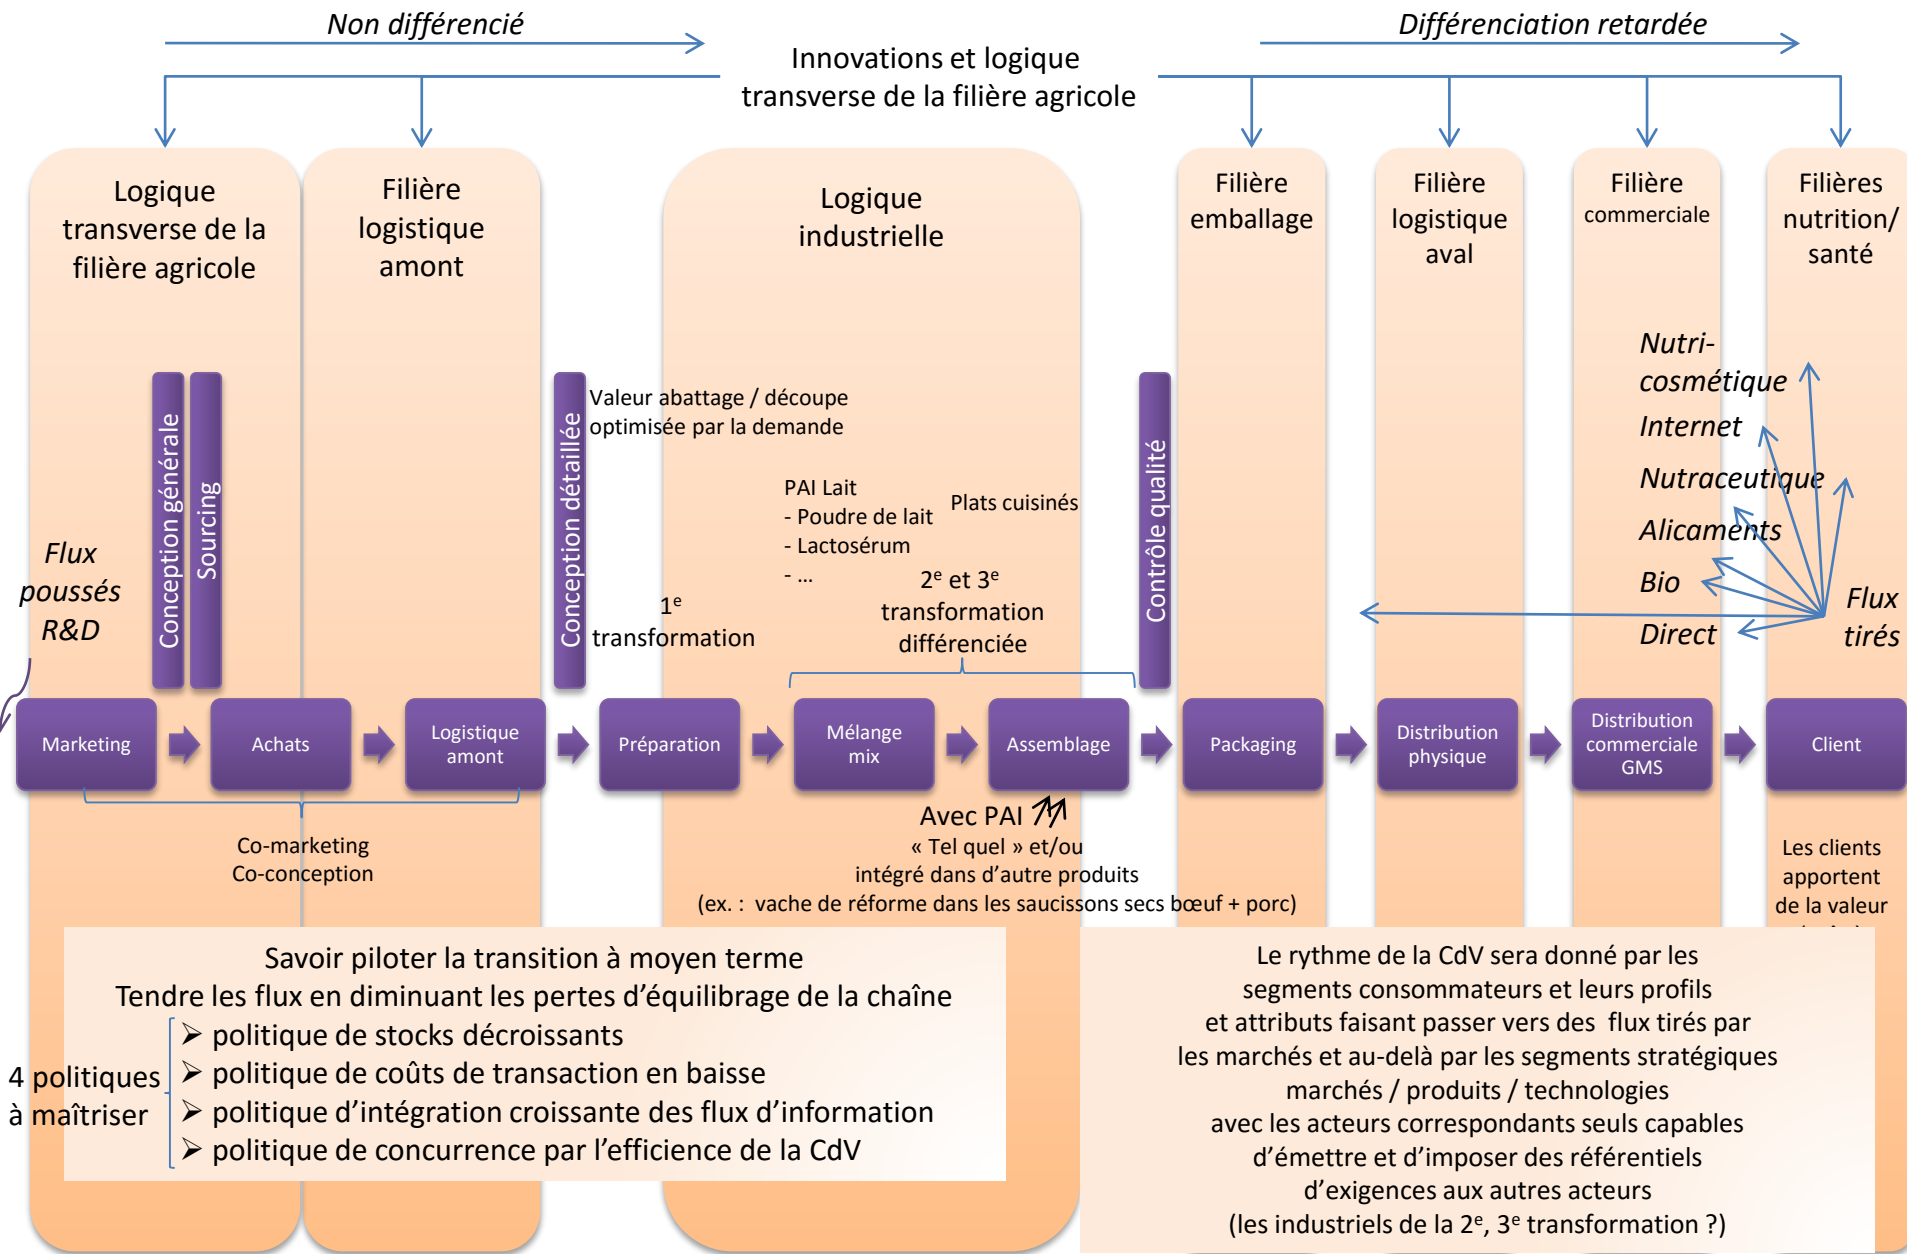 Non différencié
Différenciation retardée
Innovations et logique
transverse de la filière agricole
Logique
transverse de la
filière agricole
Filière
logistique
amont
Logique
industrielle
Filière
emballage
Filière
logistique
aval
Filière
commerciale
Filières
nutrition/
santé
Conception générale
Sourcing
Conception détaillée
Valeur abattage / découpe
optimisée par la demande
PAI Lait
- Poudre de lait
- Lactosérum
- ...
Plats cuisinés
1e
transformation
2e et 3e
transformation
différenciée
Contrôle qualité
Nutri-
cosmétique
Internet
Nutraceutique
Alicaments
Bio
Direct
Flux
tirés
Flux
poussés
R&D
Marketing
Achats
Logistique
amont
Préparation
Mélange
mix
Assemblage
Packaging
Distribution
physique
Distribution
commerciale
GMS
Client
Co-marketing
Co-conception
Avec PAI
« Tel quel » et/ou
intégré dans d’autre produits
(ex. : vache de réforme dans les saucissons secs bœuf + porc)
Les clients
apportent
de la valeur
Savoir piloter la transition à moyen terme
Tendre les flux en diminuant les pertes d’équilibrage de la chaîne
4 politiques
à maîtriser
➢ politique de stocks décroissants
➢ politique de coûts de transaction en baisse
➢ politique d’intégration croissante des flux d’information
➢ politique de concurrence par l’efficience de la CdV
Le rythme de la CdV sera donné par les
segments consommateurs et leurs profils
et attributs faisant passer vers des flux tirés par
les marchés et au-delà par les segments stratégiques
marchés / produits / technologies
avec les acteurs correspondants seuls capables
d’émettre et d’imposer des référentiels
d’exigences aux autres acteurs
(les industriels de la 2e, 3e transformation ?)